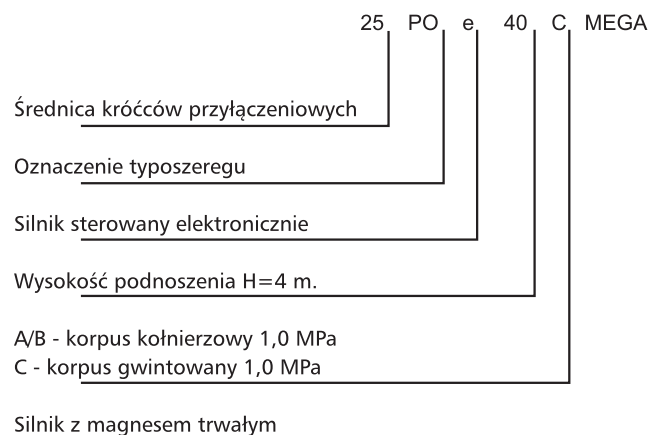 25 PO e 40 C MEGA
Średnica króćców przyłączeniowych
Oznaczenie typoszeregu
Silnik sterowany elektronicznie
Wysokość podnoszenia H=4 m.
A/B - korpus kołnierzowy 1,0 MPa
C - korpus gwintowany 1,0 MPa
Silnik z magnesem trwałym